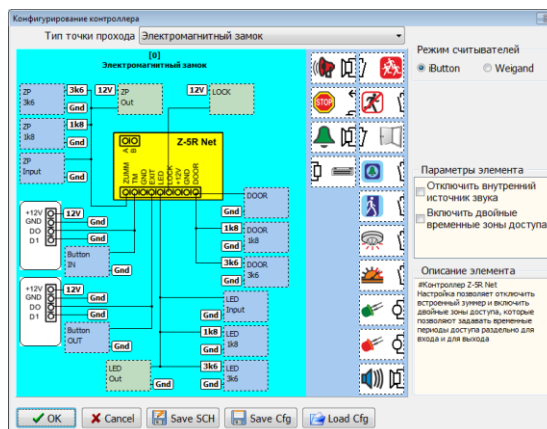 Конфигурирование контроллера
Тип точки прохода Электромагнитный замок
[0]
Электромагнитный замок
Режим считывателей
iButton Weigand
ZP
3k6
3k6
Gnd
12V
ZP
Out
12V
LOCK
ZP
1k8
1k8
Gnd
ZP
Input
Z-5R Net
A
B
ZUMM
TM
GND
EXIT
LED
LOCK
+12V
GND
DOOR
STOP
+12V
GND
DO
D1
12V
Gnd
Button
IN
Gnd
DOOR
Gnd
1k8
Gnd
DOOR
1k8
3k6
Gnd
DOOR
3k6
+12V
GND
DO
D1
12V
Gnd
Button
OUT
Gnd
LED
Input
Gnd
1k8
Gnd
LED
1k8
3k6
Gnd
LED
3k6
LED
Out
Gnd
Параметры элемента
Отключить внутренний
источник звука
Включить двойные
временные зоны доступа
Описание элемента
#Контроллер Z-5R Net
Настройка позволяет отключить
встроенный зуммер и включить
двойные зоны доступа, которые
позволяют задавать временные
периоды доступа раздельно для
входа и для выхода
OK Cancel Save SCH Save Cfg Load Cfg